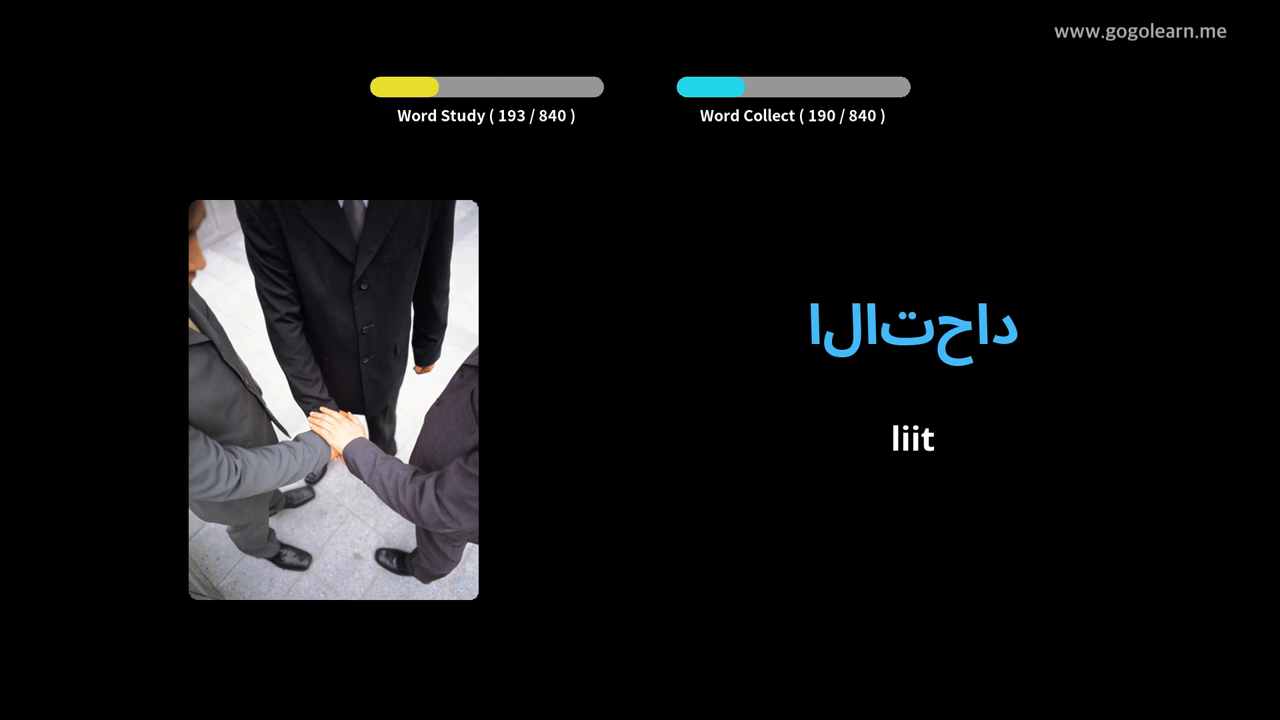 www.gogolearn.me
Word Study ( 193 / 840 )
Word Collect ( 190 / 840 )
الاتحاد
liit